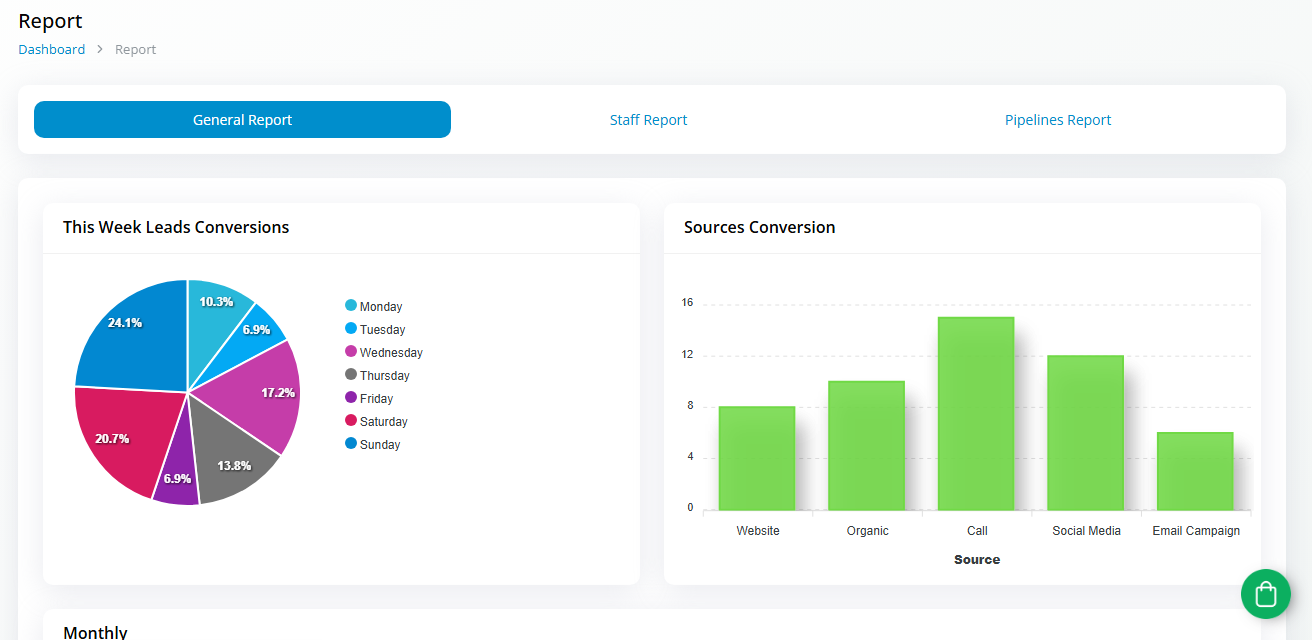 Report
Dashboard > Report
General Report
Staff Report
Pipelines Report
This Week Leads Conversions
10.3%
6.9%
17.2%
13.8%
6.9%
20.7%
24.1%
Monday
Tuesday
Wednesday
Thursday
Friday
Saturday
Sunday
Sources Conversion
16
12
8
4
0
Website
Organic
Call
Social Media
Email Campaign
Source
Monthly